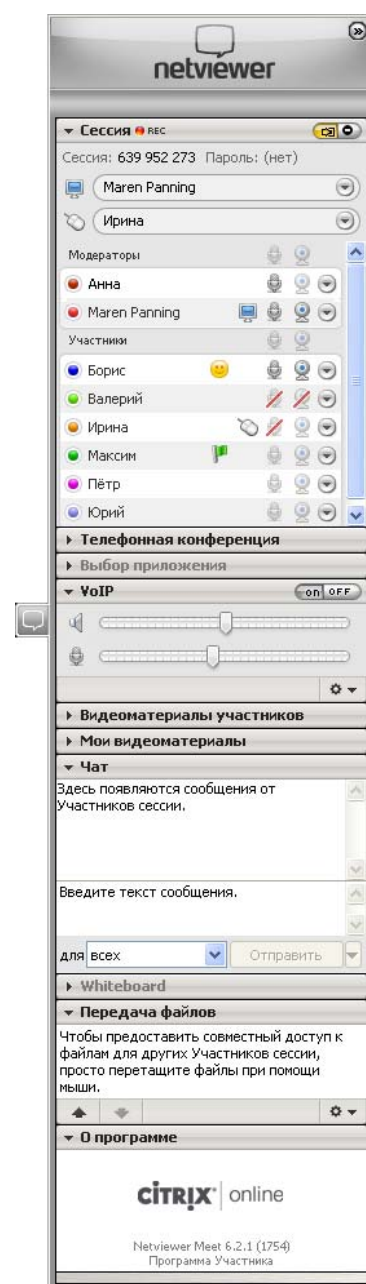 netviewer
Сессия REC
Сессия: 639 952 273 Пароль: (нет)
Maren Panning
Ирина
Модераторы
Анна
Maren Panning
Участники
Борис
Валерий
Ирина
Максим
Пётр
Юрий
Телефонная конференция
Выбор приложения
VoIP on OFF
Видеоматериалы участников
Мои видеоматериалы
Чат
Здесь появляются сообщения от
Участников сессии.
Введите текст сообщения.
для всех Отправить
Whiteboard
Передача файлов
Чтобы предоставить совместный доступ к
файлам для других Участников сессии,
просто перетащите файлы при помощи
мыши.
О программе
CİTRIX online
Netviewer Meet 6.2.1 (1754)
Программа Участника